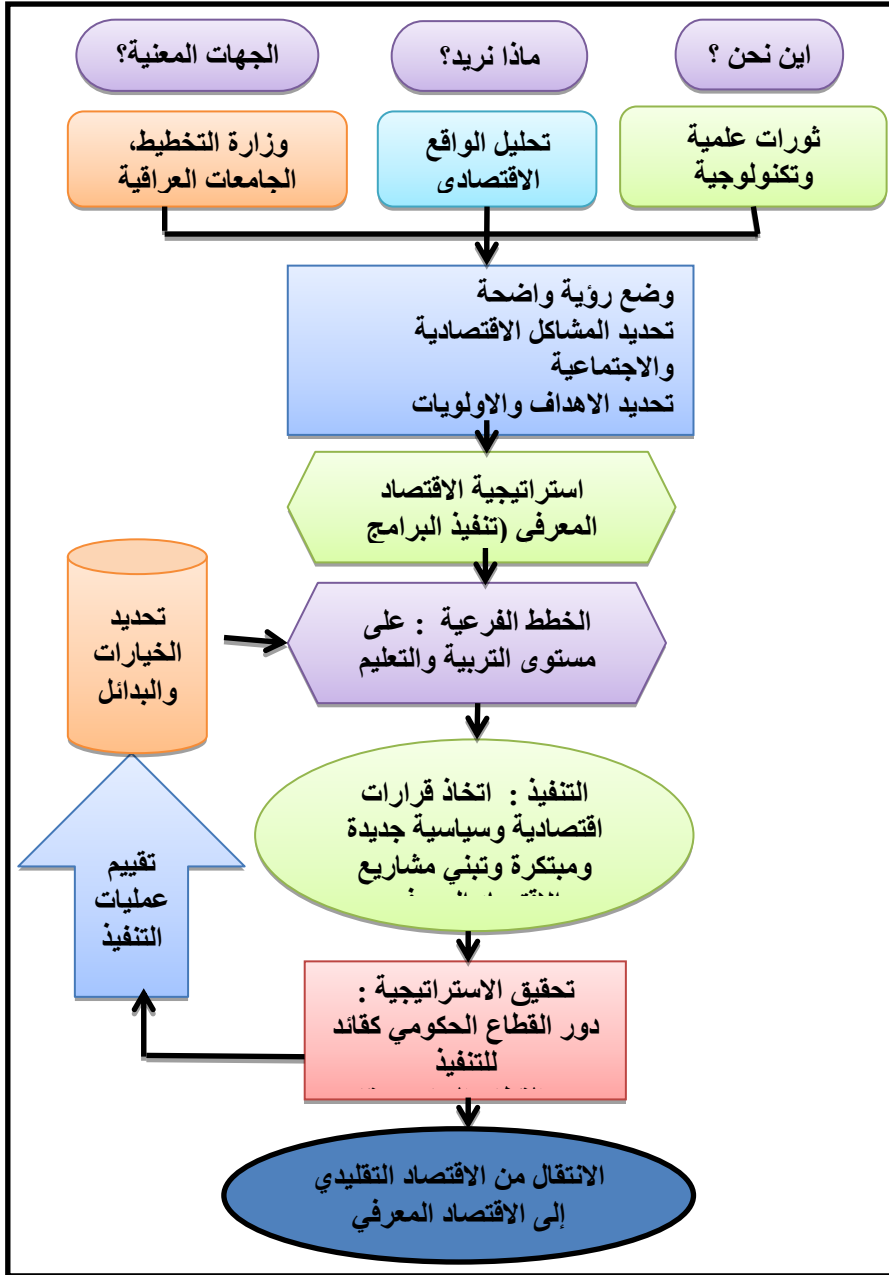 اين نحن ؟
ماذا نريد؟
الجهات المعنية؟
ثورات علمية
وتكنولوجية
تحليل الواقع
الاقتصادي
وزارة التخطيط،
الجامعات العراقية
وضع رؤية واضحة
تحديد المشاكل الاقتصادية
والاجتماعية
تحديد الاهداف والاولويات
استراتيجية الاقتصاد
المعرفي (تنفيذ البرامج
الخطط الفرعية : على
مستوى التربية والتعليم
تحديد
الخيارات
والبدائل
التنفيذ : اتخاذ قرارات
اقتصادية وسياسية جديدة
ومبتكرة وتبني مشاريع
تقييم
عمليات
التنفيذ
تحقيق الاستراتيجية :
دور القطاع الحكومي كقائد
للتنفيذ
الانتقال من الاقتصاد التقليدي
إلى الاقتصاد المعرفي